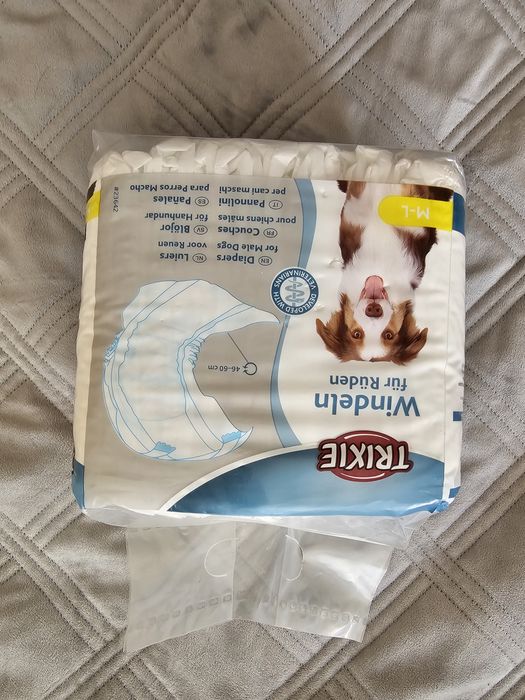 TRIXIE
Windeln
für Rüden
46-60 cm
DEVELOPED WITH VETERINARIANS
EN Diapers
for Male Dogs
FR Couches
pour chiens mâles
IT Pannolini
per cani maschi
NL Luiers
voor Reuen
SV Blöjor
för Hanhundar
ES Pañales
para Perros Macho
M-L
#23642